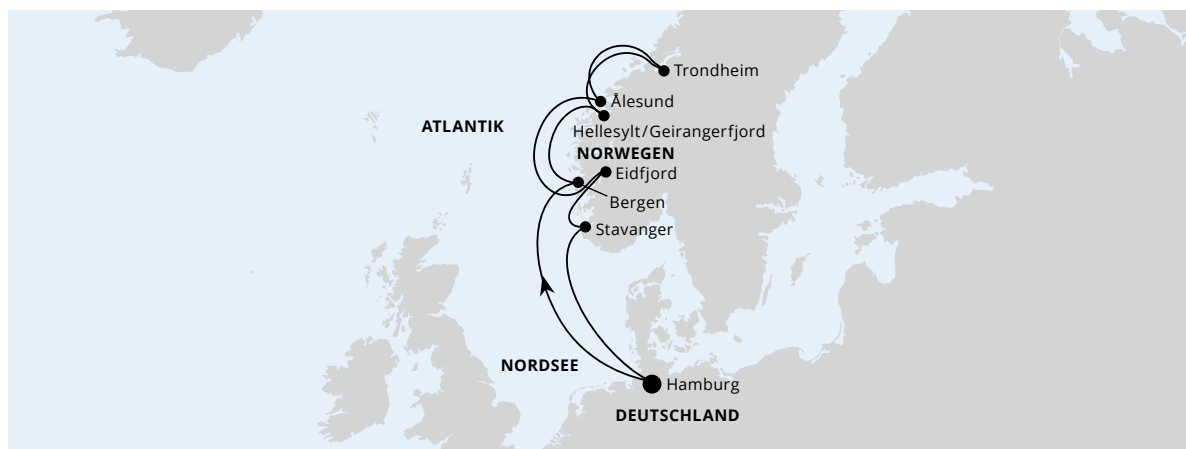 Trondheim
Ålesund
ATLANTIK
Hellesylt/Geirangerfjord
NORWEGEN
Eidfjord
Bergen
Stavanger
NORDSEE
Hamburg
DEUTSCHLAND